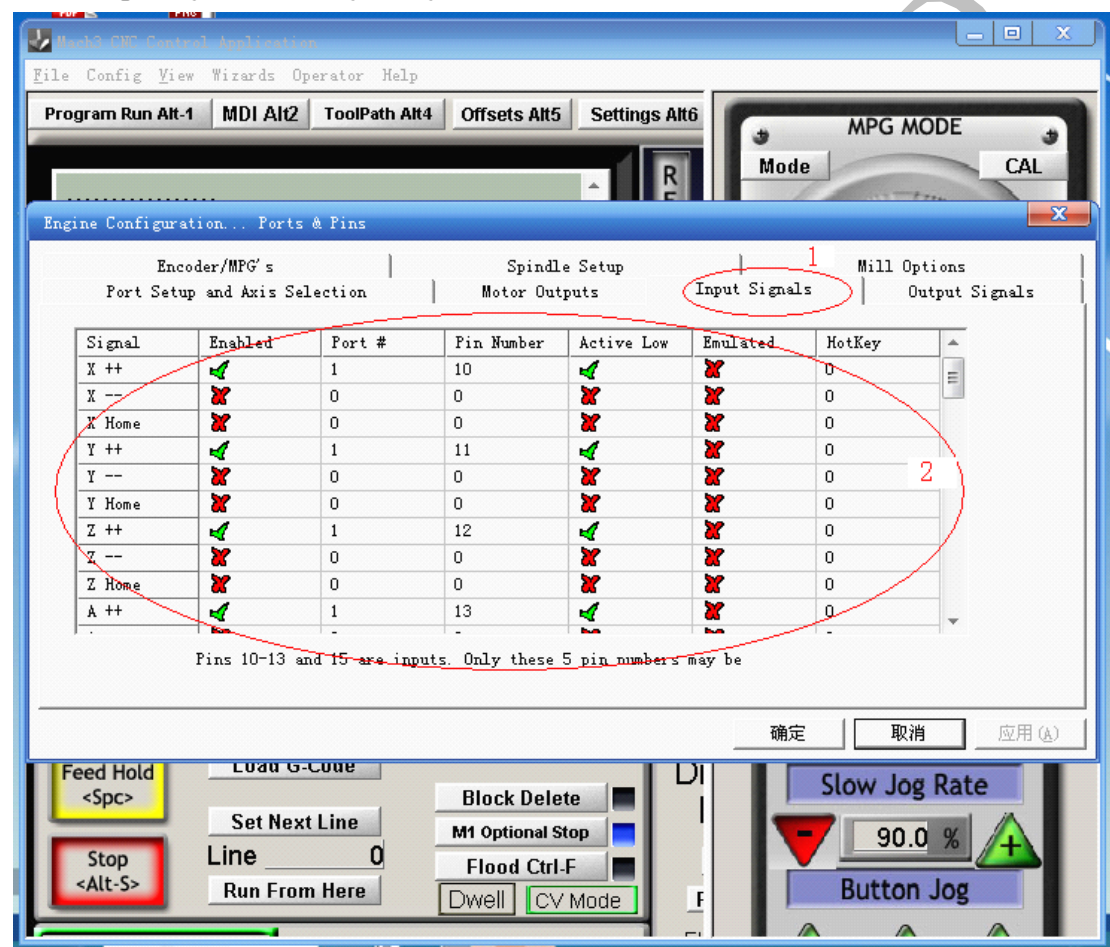 PDF
PNG
Mach3 CNC Control Application
File Config View Wizards Operator Help
Program Run Alt-1 MDI Alt2 ToolPath Alt4 Offsets Alt5 Settings Alt6
MPG MODE
Mode CAL
R
Engine Configuration... Ports & Pins
Encoder/MPG's Spindle Setup Mill Options
1
Port Setup and Axis Selection Motor Outputs Input Signals Output Signals
Signal Enabled Port # Pin Number Active Low Emulated HotKey
X ++ 1 10 0
X -- 0 0 0
X Home 0 0 0
Y ++ 1 11 0
Y -- 0 0 0
2
Y Home 0 0 0
Z ++ 1 12 0
Z -- 0 0 0
Z Home 0 0 0
A ++ 1 13 0
Pins 10-13 and 15 are inputs. Only these 5 pin numbers may be
确定 取消 应用(A)
Feed Hold
<Spc>
Load G-Code
Block Delete
Slow Jog Rate
Set Next Line
M1 Optional Stop
- 90.0 % +
Stop
<Alt-S>
Line 0
Flood Ctrl-F
Run From Here
Dwell CV Mode
Button Jog